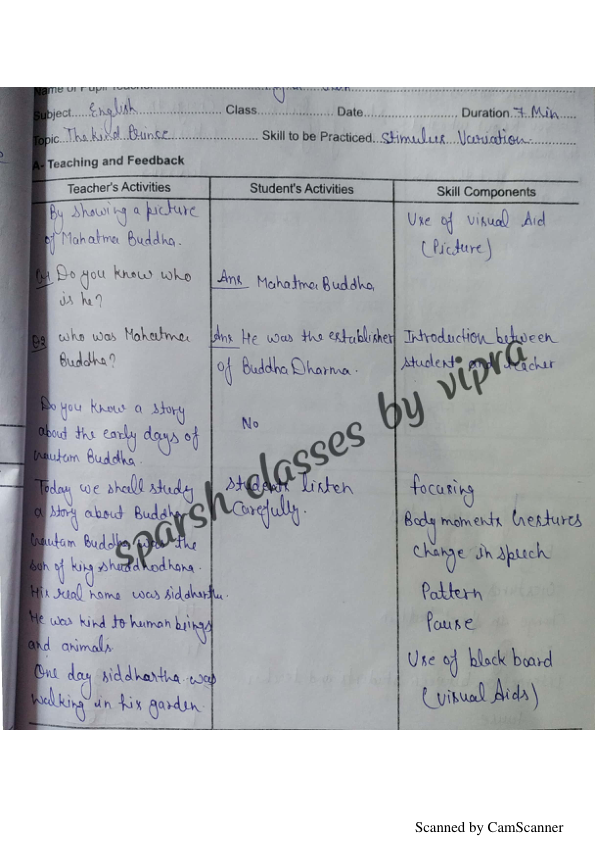 Name of Pupil Teacher
Subject.... English .... Class.... Date.... Duration 7 Min....
Topic The kind Prince .... Skill to be Practiced. Stimulus Variation....
A- Teaching and Feedback
Teacher's Activities Student's Activities Skill Components
By showing a picture
of Mahatma Buddha.
Use of visual Aid
(Picture)
Q1 Do you know who
is he?
Ans Mahatma Buddha
Q2 who was Mahatma
Buddha?
Ans He was the establisher
of Buddha Dharma.
Introduction between
student and teacher
Do you know a story
about the early days of
Gautam Buddha.
No
Today we shall study
a story about Buddha
Gautam Buddha was the
son of king shuddhodhana.
His real name was siddhartha.
He was kind to human beings
and animals
One day siddhartha was
walking in his garden.
Students listen
Carefully.
focusing
Body moments Gestures
change in speech
Pattern
Pause
Use of black board
(visual Aids)
sparsh classes by vipra
Scanned by CamScanner